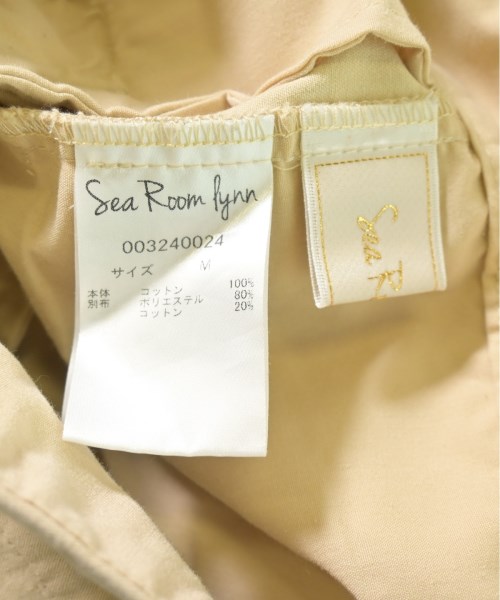 Sea Room lynn
003240024
サイズ M
本体 コットン 100%
別布 ポリエステル 80%
コットン 20%
Sea